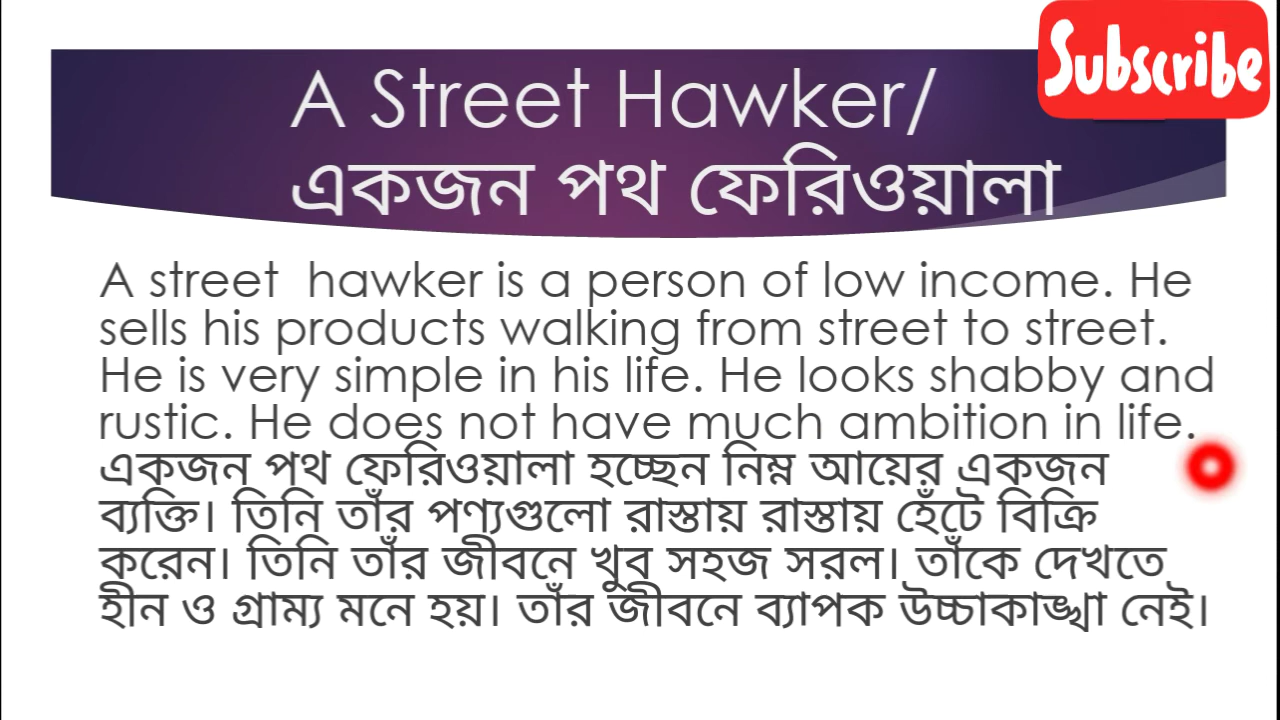 Subscribe
A Street Hawker/
একজন পথ ফেরিওয়ালা
A street  hawker is a person of low income. He
sells his products walking from street to street.
He is very simple in his life. He looks shabby and
rustic. He does not have much ambition in life.
একজন পথ ফেরিওয়ালা হচ্ছেন নিম্ন আয়ের একজন
ব্যক্তি। তিনি তাঁর পণ্যগুলো রাস্তায় রাস্তায় হেঁটে বিক্রি
করেন। তিনি তাঁর জীবনে খুব সহজ সরল। তাঁকে দেখতে
হীন ও গ্রাম্য মনে হয়। তাঁর জীবনে ব্যাপক উচ্চাকাঙ্খা নেই।